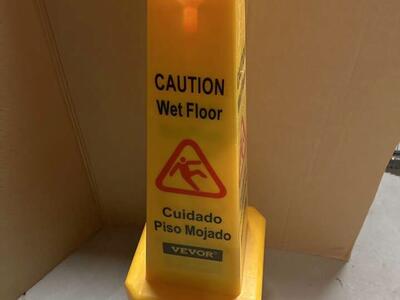 CAUTION
Wet Floor
Cuidado
Piso Mojado
VEVOR